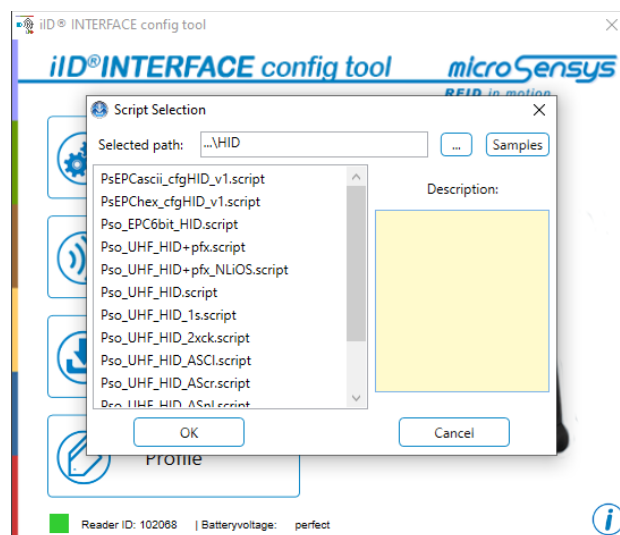 iID® INTERFACE config tool
iID®INTERFACE config tool
microSensys
RFID in motion
Script Selection
Selected path: ...\HID ... Samples
PsEPCascii_cfgHID_v1.script
PsEPChex_cfgHID_v1.script
Pso_EPC6bit_HID.script
Pso_UHF_HID+pfx.script
Pso_UHF_HID+pfx_NLiOS.script
Pso_UHF_HID.script
Pso_UHF_HID_1s.script
Pso_UHF_HID_2xck.script
Pso_UHF_HID_ASCI.script
Pso_UHF_HID_AScr.script
Pso_UHF_HID_ASnl.script
Description:
OK
Cancel
Profile
Reader ID: 102068 | Batteryvoltage: perfect
i